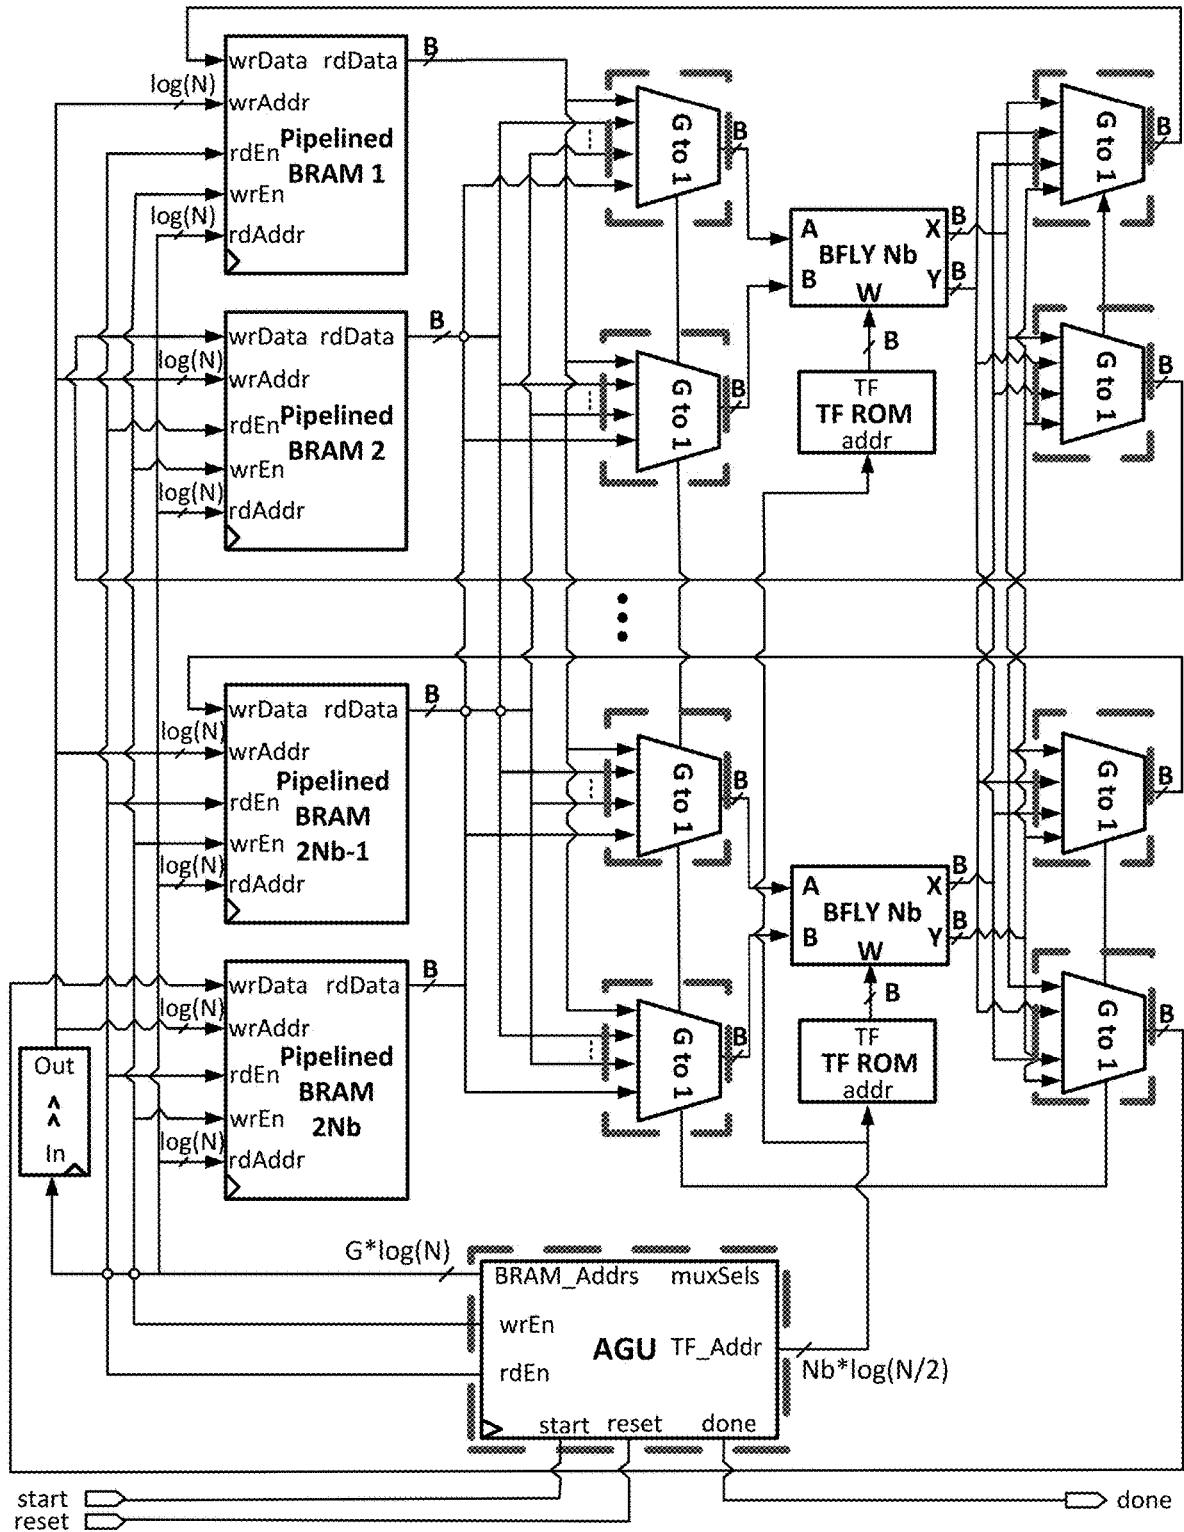 wrData rdData B
log(N)
wrAddr
Pipelined
BRAM 1
rdEn
wrEn
log(N)
rdAddr
G to 1
B
G to 1
B
A X B
BFLY Nb
B Y B
W
B
TF
TF ROM
addr
wrData rdData B
log(N)
wrAddr
Pipelined
BRAM 2
rdEn
wrEn
log(N)
rdAddr
G to 1
B
G to 1
B
wrData rdData B
log(N)
wrAddr
Pipelined
BRAM
2Nb-1
rdEn
wrEn
log(N)
rdAddr
G to 1
B
G to 1
B
A X B
BFLY Nb
B Y B
W
B
TF
TF ROM
addr
wrData rdData B
log(N)
wrAddr
Pipelined
BRAM
2Nb
rdEn
wrEn
log(N)
rdAddr
G to 1
B
G to 1
B
Out
<<
In
G*log(N)
BRAM_Addrs muxSels
wrEn
AGU TF_Addr
rdEn
Nb*log(N/2)
start reset done
start
reset
done